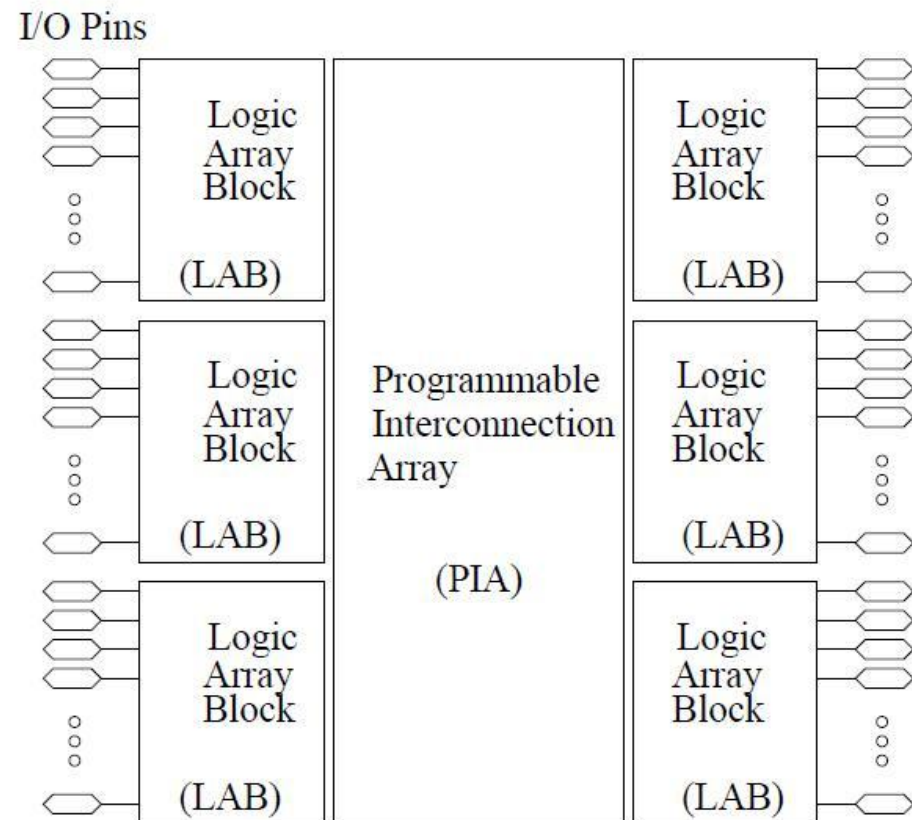 I/O Pins
Logic
Array
Block
(LAB)
Logic
Array
Block
(LAB)
Logic
Array
Block
(LAB)
Programmable
Interconnection
Array
(PIA)
Logic
Array
Block
(LAB)
Logic
Array
Block
(LAB)
Logic
Array
Block
(LAB)